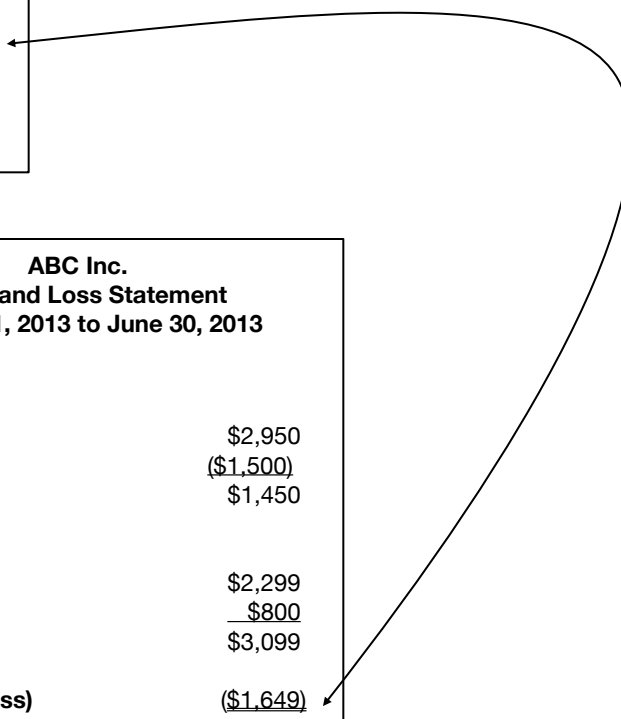 ABC Inc.
and Loss Statement
, 2013 to June 30, 2013
$2,950
($1,500)
$1,450
$2,299
$800
$3,099
ss) ($1,649)